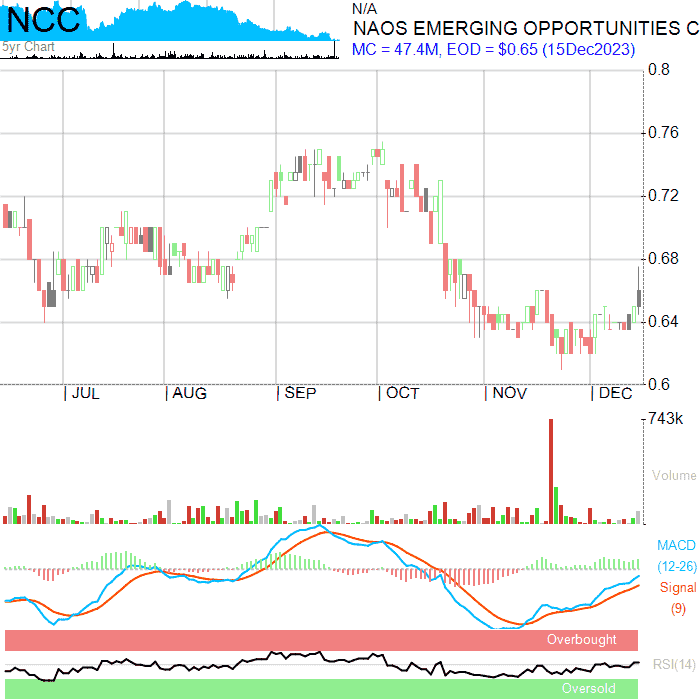 NCC
5yr Chart
N/A
NAOS EMERGING OPPORTUNITIES C
MC = 47.4M, EOD = $0.65 (15Dec2023)
0.8
0.76
0.72
0.68
0.64
0.6
JUL AUG SEP OCT NOV DEC
743k
Volume
MACD
(12-26)
Signal
(9)
Overbought
RSI(14)
Oversold